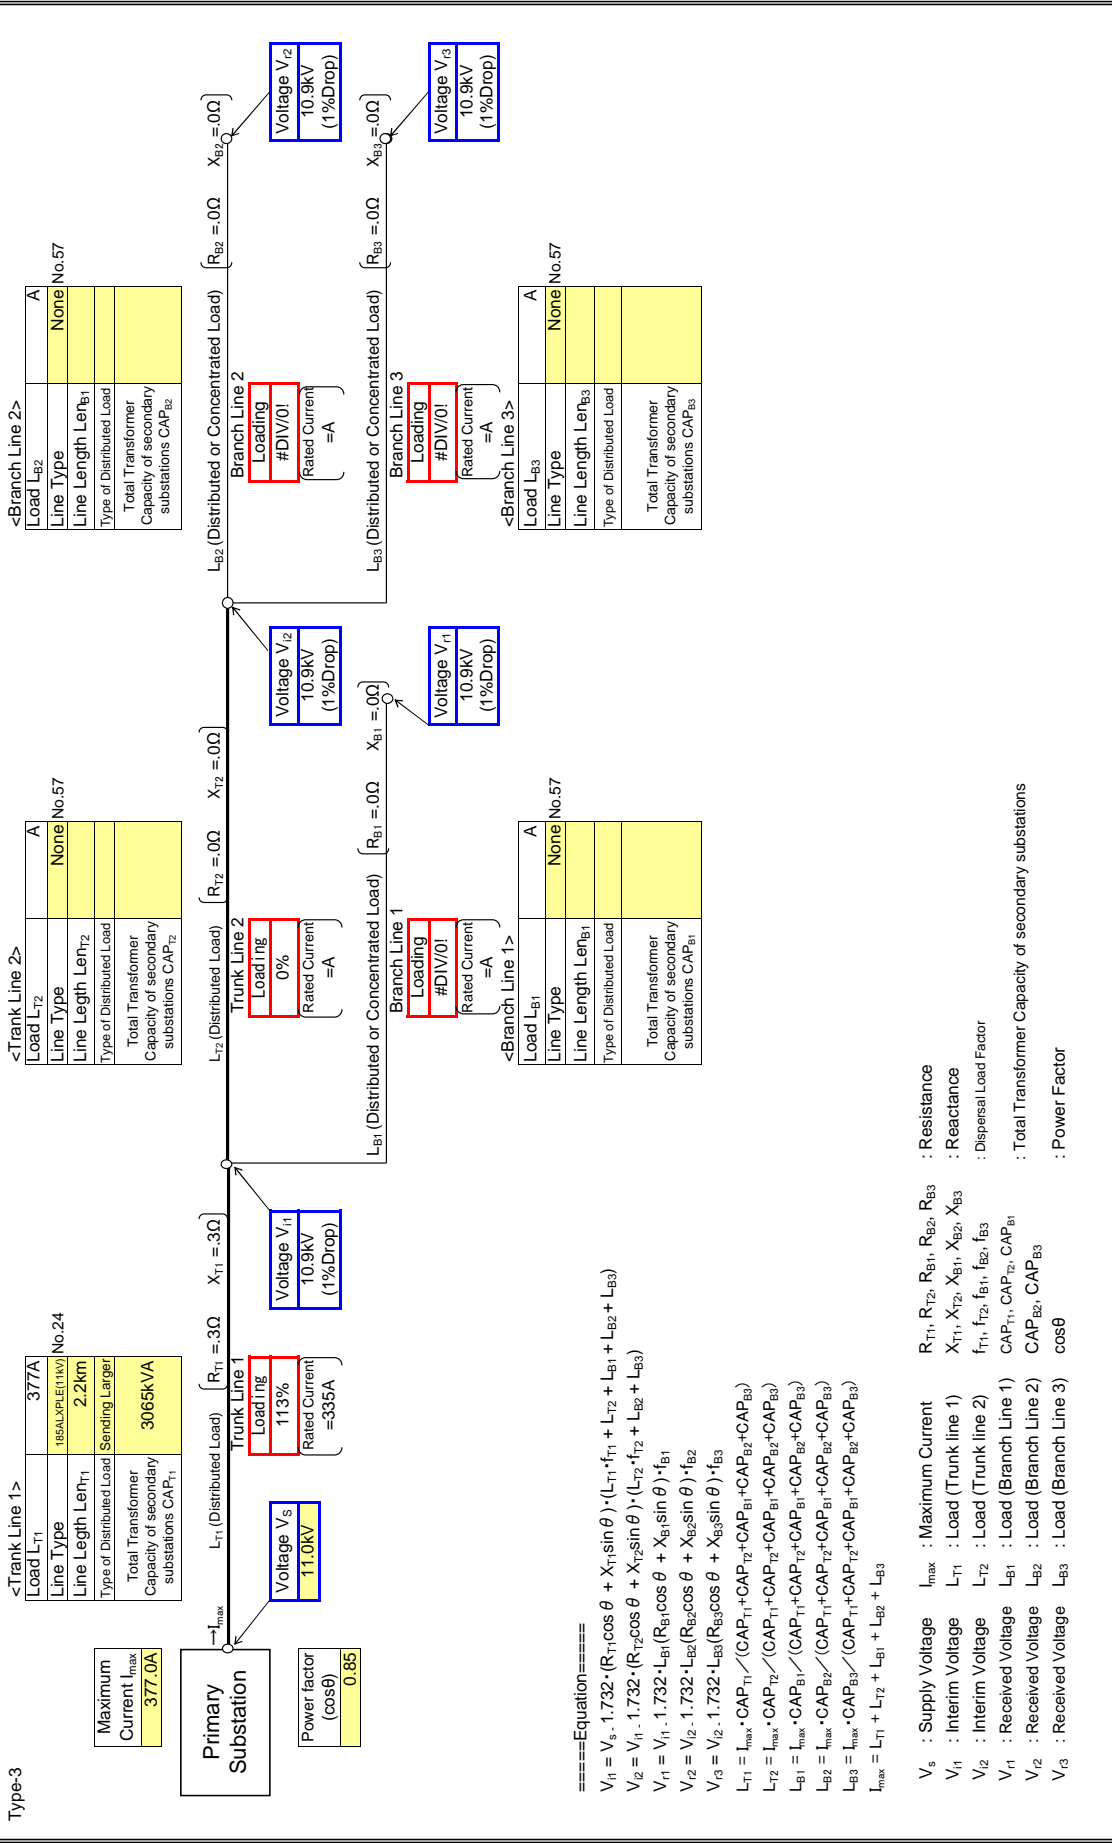 Type-3
<Trank Line 1>
Load LT1 377A
Line Type 185ALXPLE(11kV) No.24
Line Legth LenT1 2.2km
Type of Distributed Load Sending Larger
Total Transformer
Capacity of secondary
substations CAPT1
3065kVA
<Trank Line 2>
Load LT2 A
Line Type None No.57
Line Length LenT2
Type of Distributed Load
Total Transformer
Capacity of secondary
substations CAPT2
<Branch Line 2>
Load LB2 A
Line Type None No.57
Line Length LenB1
Type of Distributed Load
Total Transformer
Capacity of secondary
substations CAPB2
Maximum
Current Imax
377.0A
Primary
Substation
→Imax
Power factor
(cosθ)
0.85
Voltage VS
11.0kV
LT1 (Distributed Load) RT1 =.3Ω XT1 =.3Ω
Trunk Line 1
Loading
113%
Rated Current
=335A
Voltage Vi1
10.9kV
(1%Drop)
LT2 (Distributed Load) RT2 =.0Ω XT2 =.0Ω
Trunk Line 2
Loading
0%
Rated Current
=A
Voltage Vi2
10.9kV
(1%Drop)
LB2 (Distributed or Concentrated Load) RB2 =.0Ω XB2 =.0Ω
Branch Line 2
Loading
#DIV/0!
Rated Current
=A
Voltage Vr2
10.9kV
(1%Drop)
LB1 (Distributed or Concentrated Load) RB1 =.0Ω XB1 =.0Ω
Branch Line 1
Loading
#DIV/0!
Rated Current
=A
Voltage Vr1
10.9kV
(1%Drop)
LB3 (Distributed or Concentrated Load) RB3 =.0Ω XB3 =.0Ω
Branch Line 3
Loading
#DIV/0!
Rated Current
=A
Voltage Vr3
10.9kV
(1%Drop)
<Branch Line 1>
Load LB1 A
Line Type None No.57
Line Length LenB1
Type of Distributed Load
Total Transformer
Capacity of secondary
substations CAPB1
<Branch Line 3>
Load LB3 A
Line Type None No.57
Line Length LenB3
Type of Distributed Load
Total Transformer
Capacity of secondary
substations CAPB3
=====Equation=====
Vi1 = Vs - 1.732・(RT1cos θ + XT1sin θ)・(LT1・fT1 + LT2 + LB1 + LB2 + LB3)
Vi2 = Vi1 - 1.732・(RT2cos θ + XT2sin θ)・(LT2・fT2 + LB2 + LB3)
Vr1 = Vi1 - 1.732・LB1(RB1cos θ + XB1sin θ)・fB1
Vr2 = Vi2 - 1.732・LB2(RB2cos θ + XB2sin θ)・fB2
Vr3 = Vi2 - 1.732・LB3(RB3cos θ + XB3sin θ)・fB3
LT1 = Imax・CAPT1／(CAPT1+CAPT2+CAPB1+CAPB2+CAPB3)
LT2 = Imax・CAPT2／(CAPT1+CAPT2+CAPB1+CAPB2+CAPB3)
LB1 = Imax・CAPB1／(CAPT1+CAPT2+CAPB1+CAPB2+CAPB3)
LB2 = Imax・CAPB2／(CAPT1+CAPT2+CAPB1+CAPB2+CAPB3)
LB3 = Imax・CAPB3／(CAPT1+CAPT2+CAPB1+CAPB2+CAPB3)
Imax = LT1 + LT2 + LB1 + LB2 + LB3
Vs : Supply Voltage Imax : Maximum Current RT1, RT2, RB1, RB2, RB3 : Resistance
Vi1 : Interim Voltage LT1 : Load (Trunk line 1) XT1, XT2, XB1, XB2, XB3 : Reactance
Vi2 : Interim Voltage LT2 : Load (Trunk line 2) fT1, fT2, fB1, fB2, fB3 : Dispersal Load Factor
Vr1 : Received Voltage LB1 : Load (Branch Line 1) CAPT1, CAPT2, CAPB1 : Total Transformer Capacity of secondary substations
Vr2 : Received Voltage LB2 : Load (Branch Line 2) CAPB2, CAPB3
Vr3 : Received Voltage LB3 : Load (Branch Line 3) cosθ : Power Factor